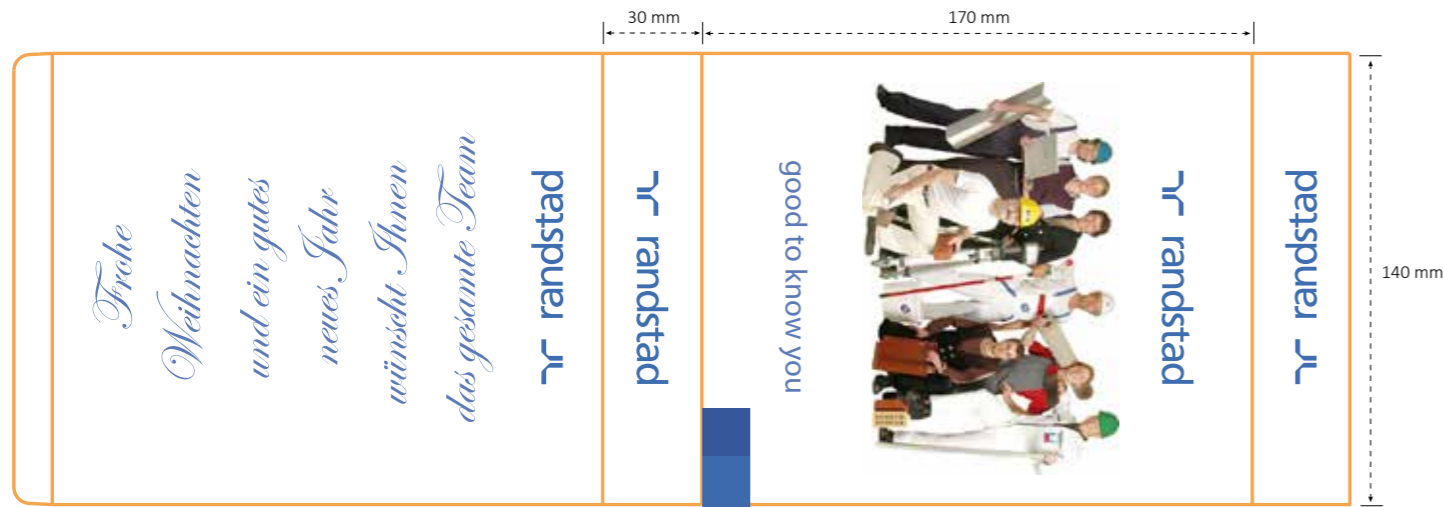 30 mm
170 mm
140 mm
Frohe
Weihnachten
und ein gutes
neues Jahr
wünscht Ihnen
das gesamte Team
randstad
randstad
good to know you
randstad
randstad